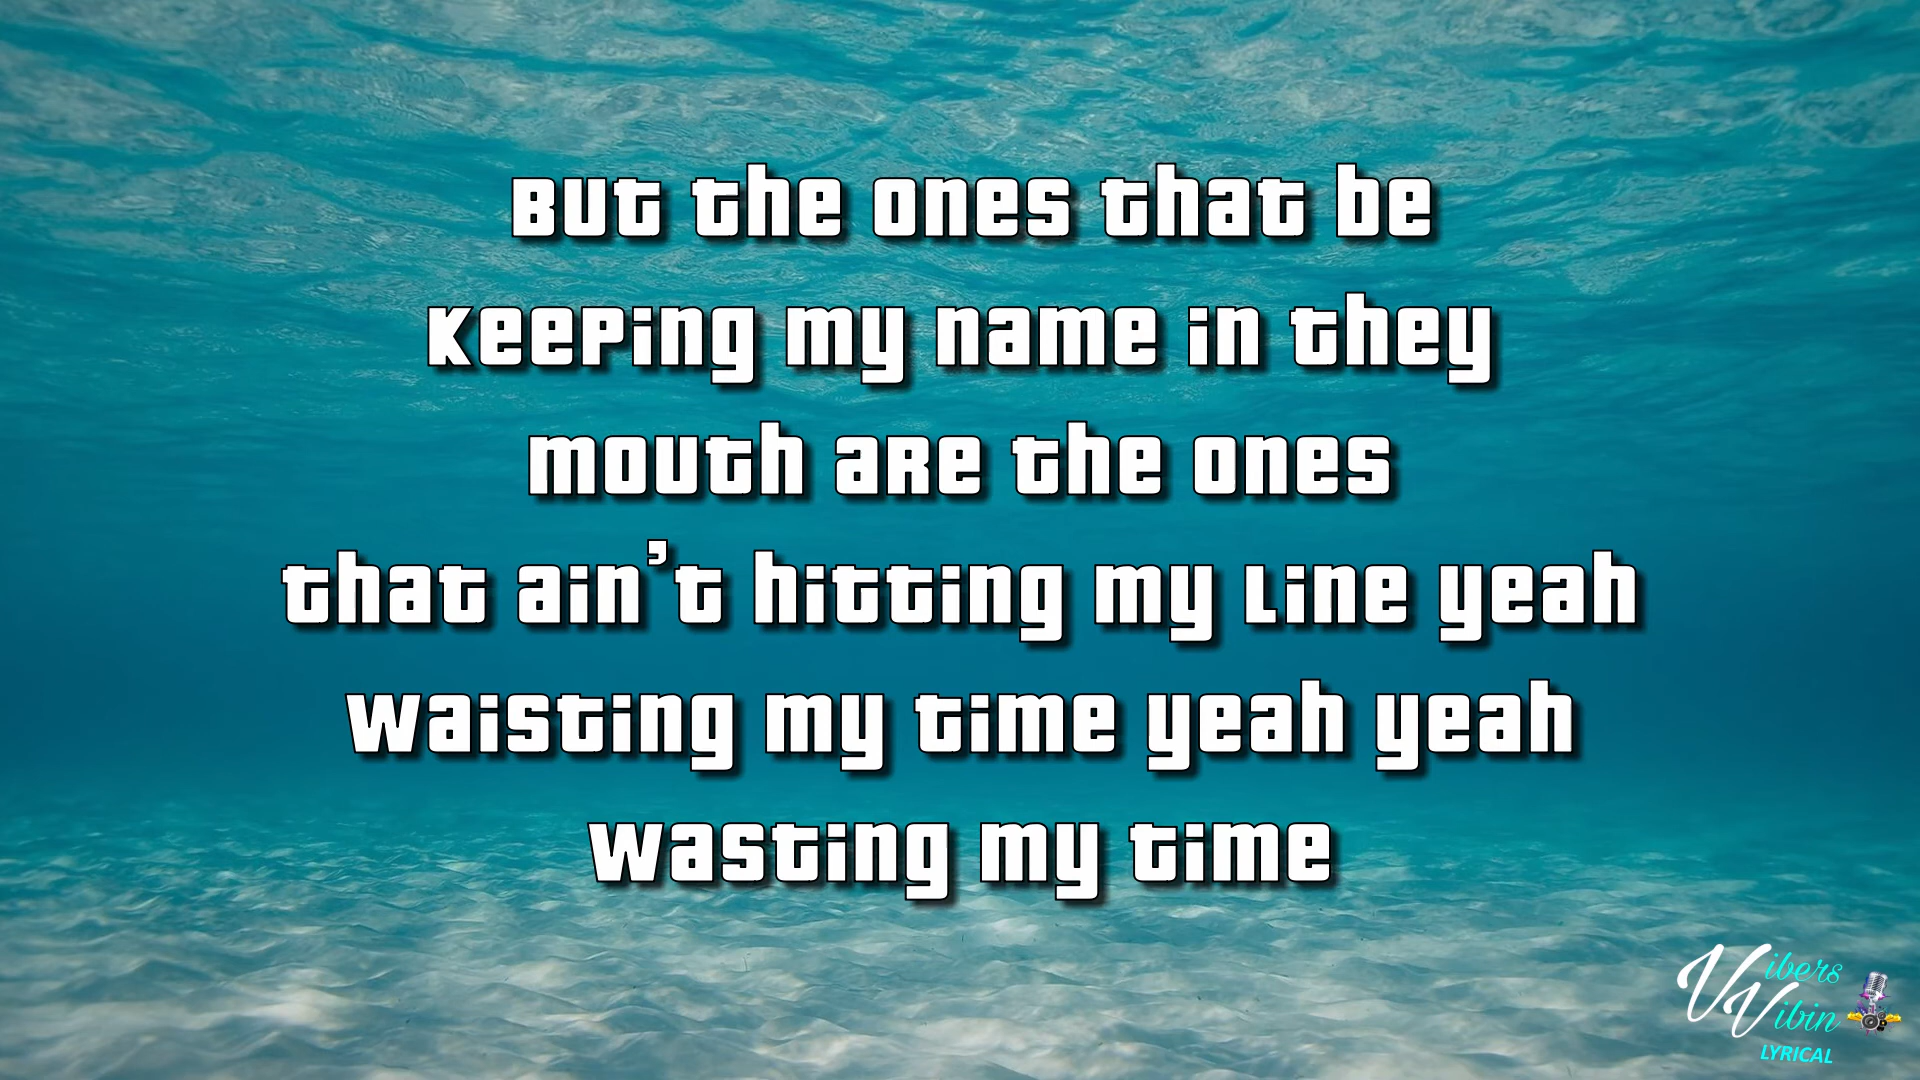 But the ones that be
keeping my name in they
mouth are the ones
that ain't hitting my line yeah
waisting my time yeah yeah
wasting my time
Vibers
Vibin
LYRICAL